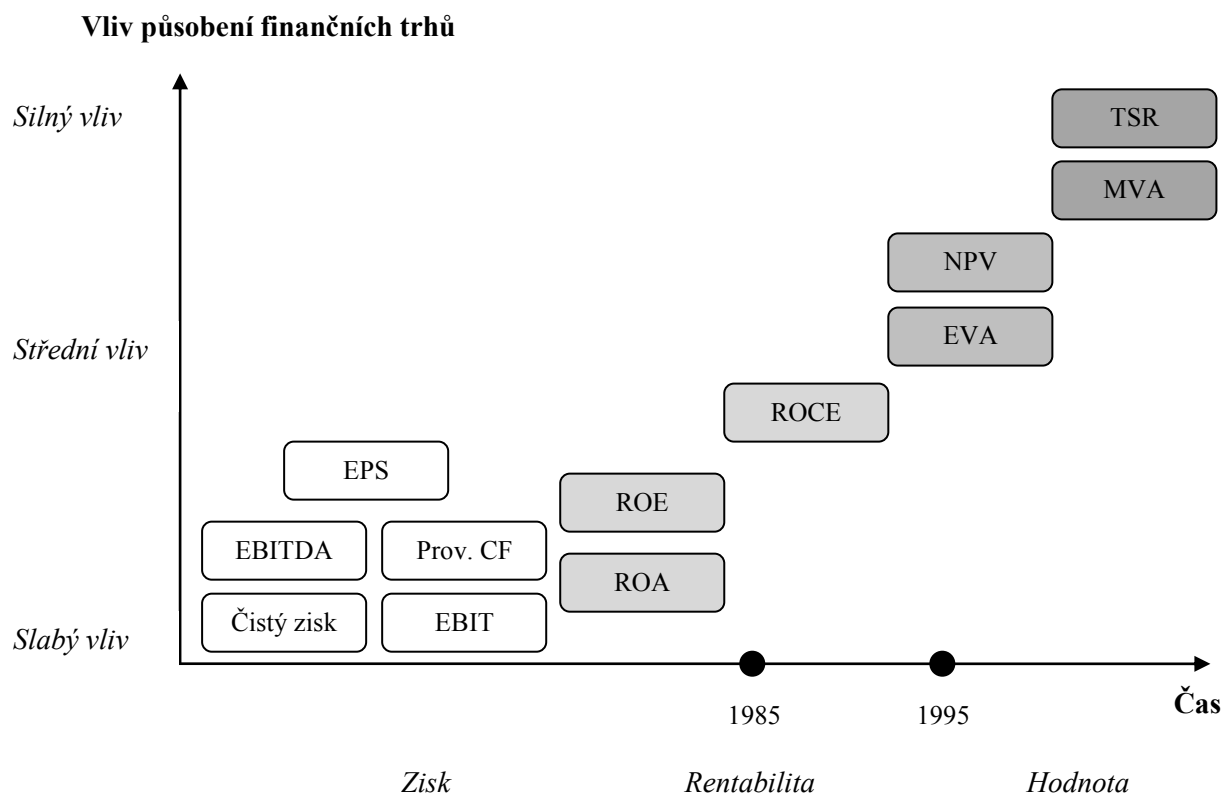 Vliv působení finančních trhů
Silný vliv
TSR
MVA
NPV
Střední vliv
EVA
ROCE
EPS
ROE
EBITDA
Prov. CF
ROA
Čistý zisk
EBIT
Slabý vliv
1985
1995
Čas
Zisk
Rentabilita
Hodnota